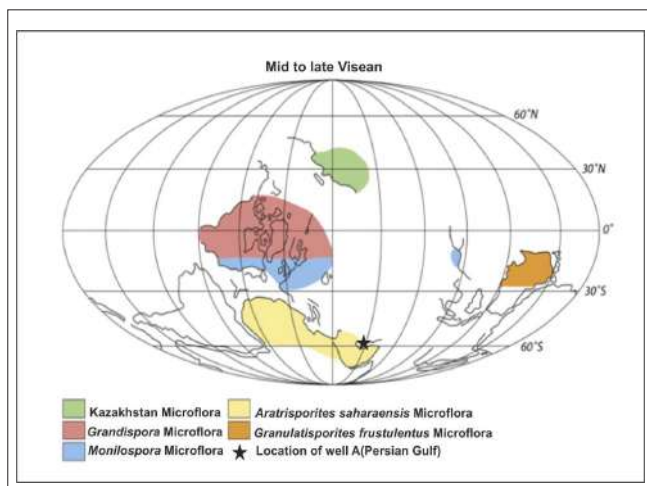 Mid to late Visean
60°N
30°N
0°
30°S
60°S
Kazakhstan Microflora
Aratrisporites saharaensis Microflora
Grandispora Microflora
Granulatisporites frustulentus Microflora
Monilospora Microflora
Location of well A(Persian Gulf)